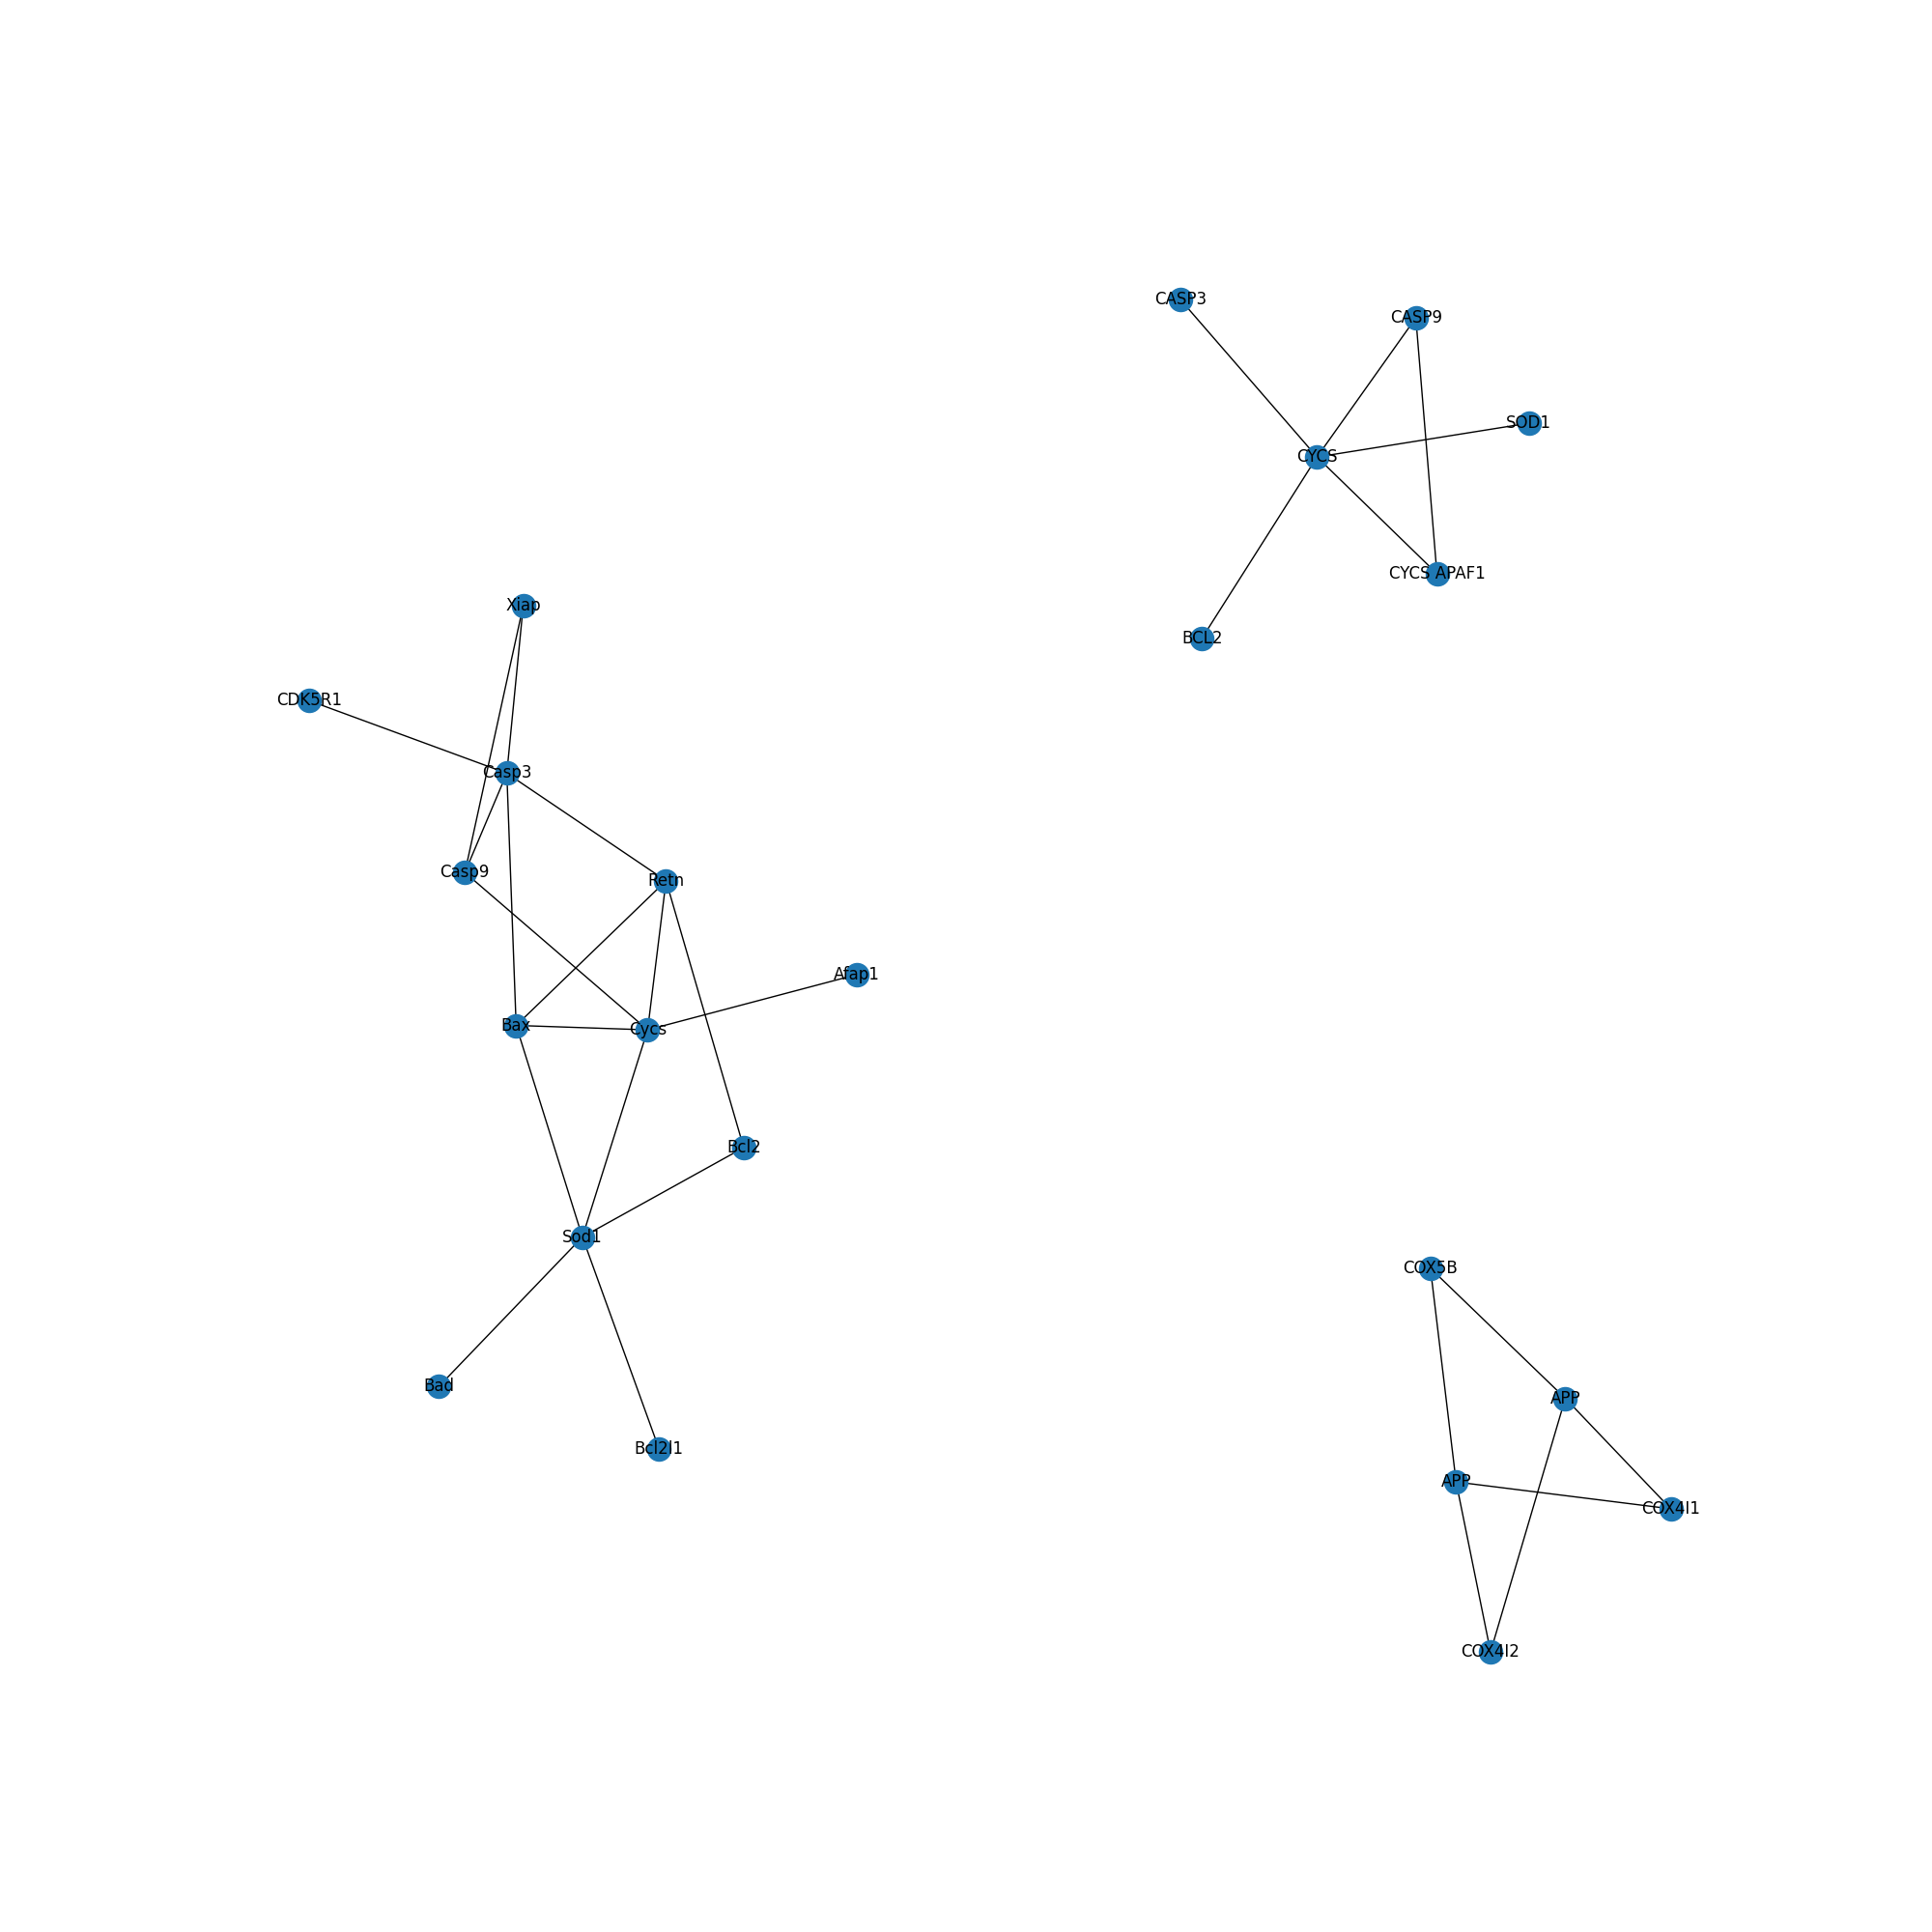 CASP3
CASP9
SOD1
CYCS
CYCS APAF1
Xiap
BCL2
CDK5R1
Casp3
Casp9
Retn
Afap1
Bax
Cycs
Bcl2
Sod1
COX5B
Bad
APP
Bcl2l1
APP
COX4I1
COX4I2